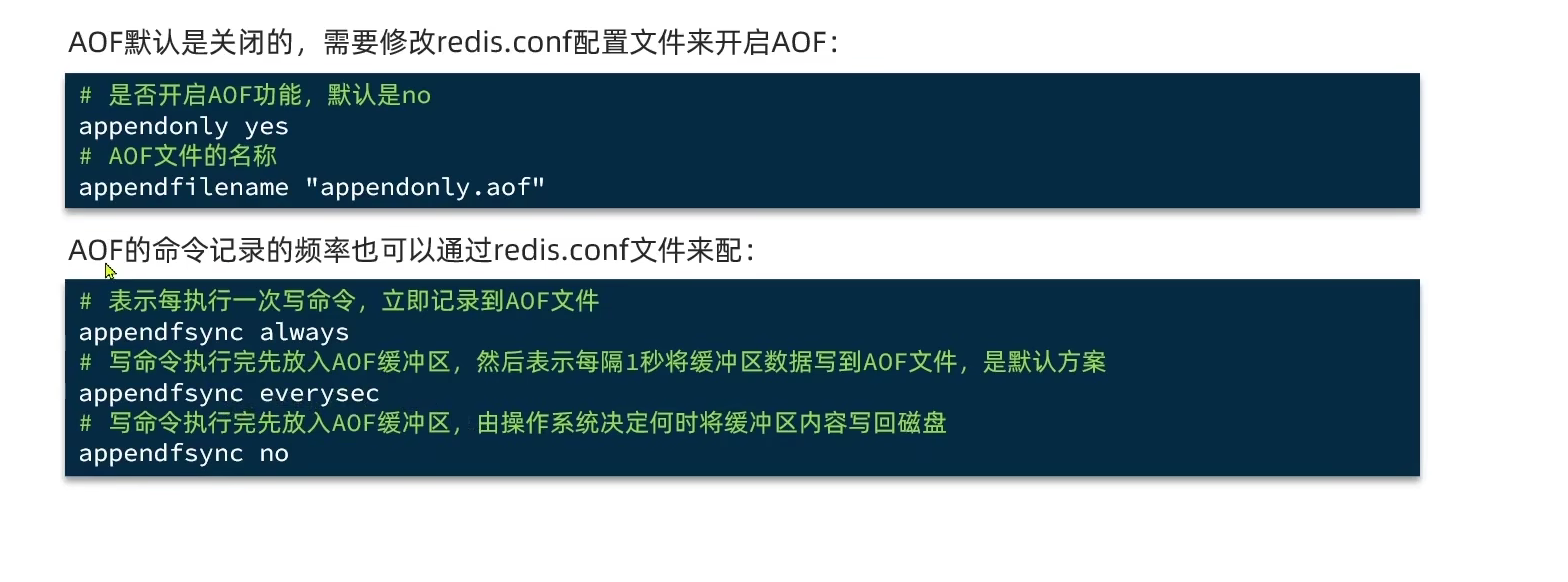 AOF默认是关闭的，需要修改redis.conf配置文件来开启AOF：
# 是否开启AOF功能，默认是no
appendonly yes
# AOF文件的名称
appendfilename "appendonly.aof"
AOF的命令记录的频率也可以通过redis.conf文件来配：
# 表示每执行一次写命令，立即记录到AOF文件
appendfsync always
# 写命令执行完先放入AOF缓冲区，然后表示每隔1秒将缓冲区数据写到AOF文件，是默认方案
appendfsync everysec
# 写命令执行完先放入AOF缓冲区，由操作系统决定何时将缓冲区内容写回磁盘
appendfsync no